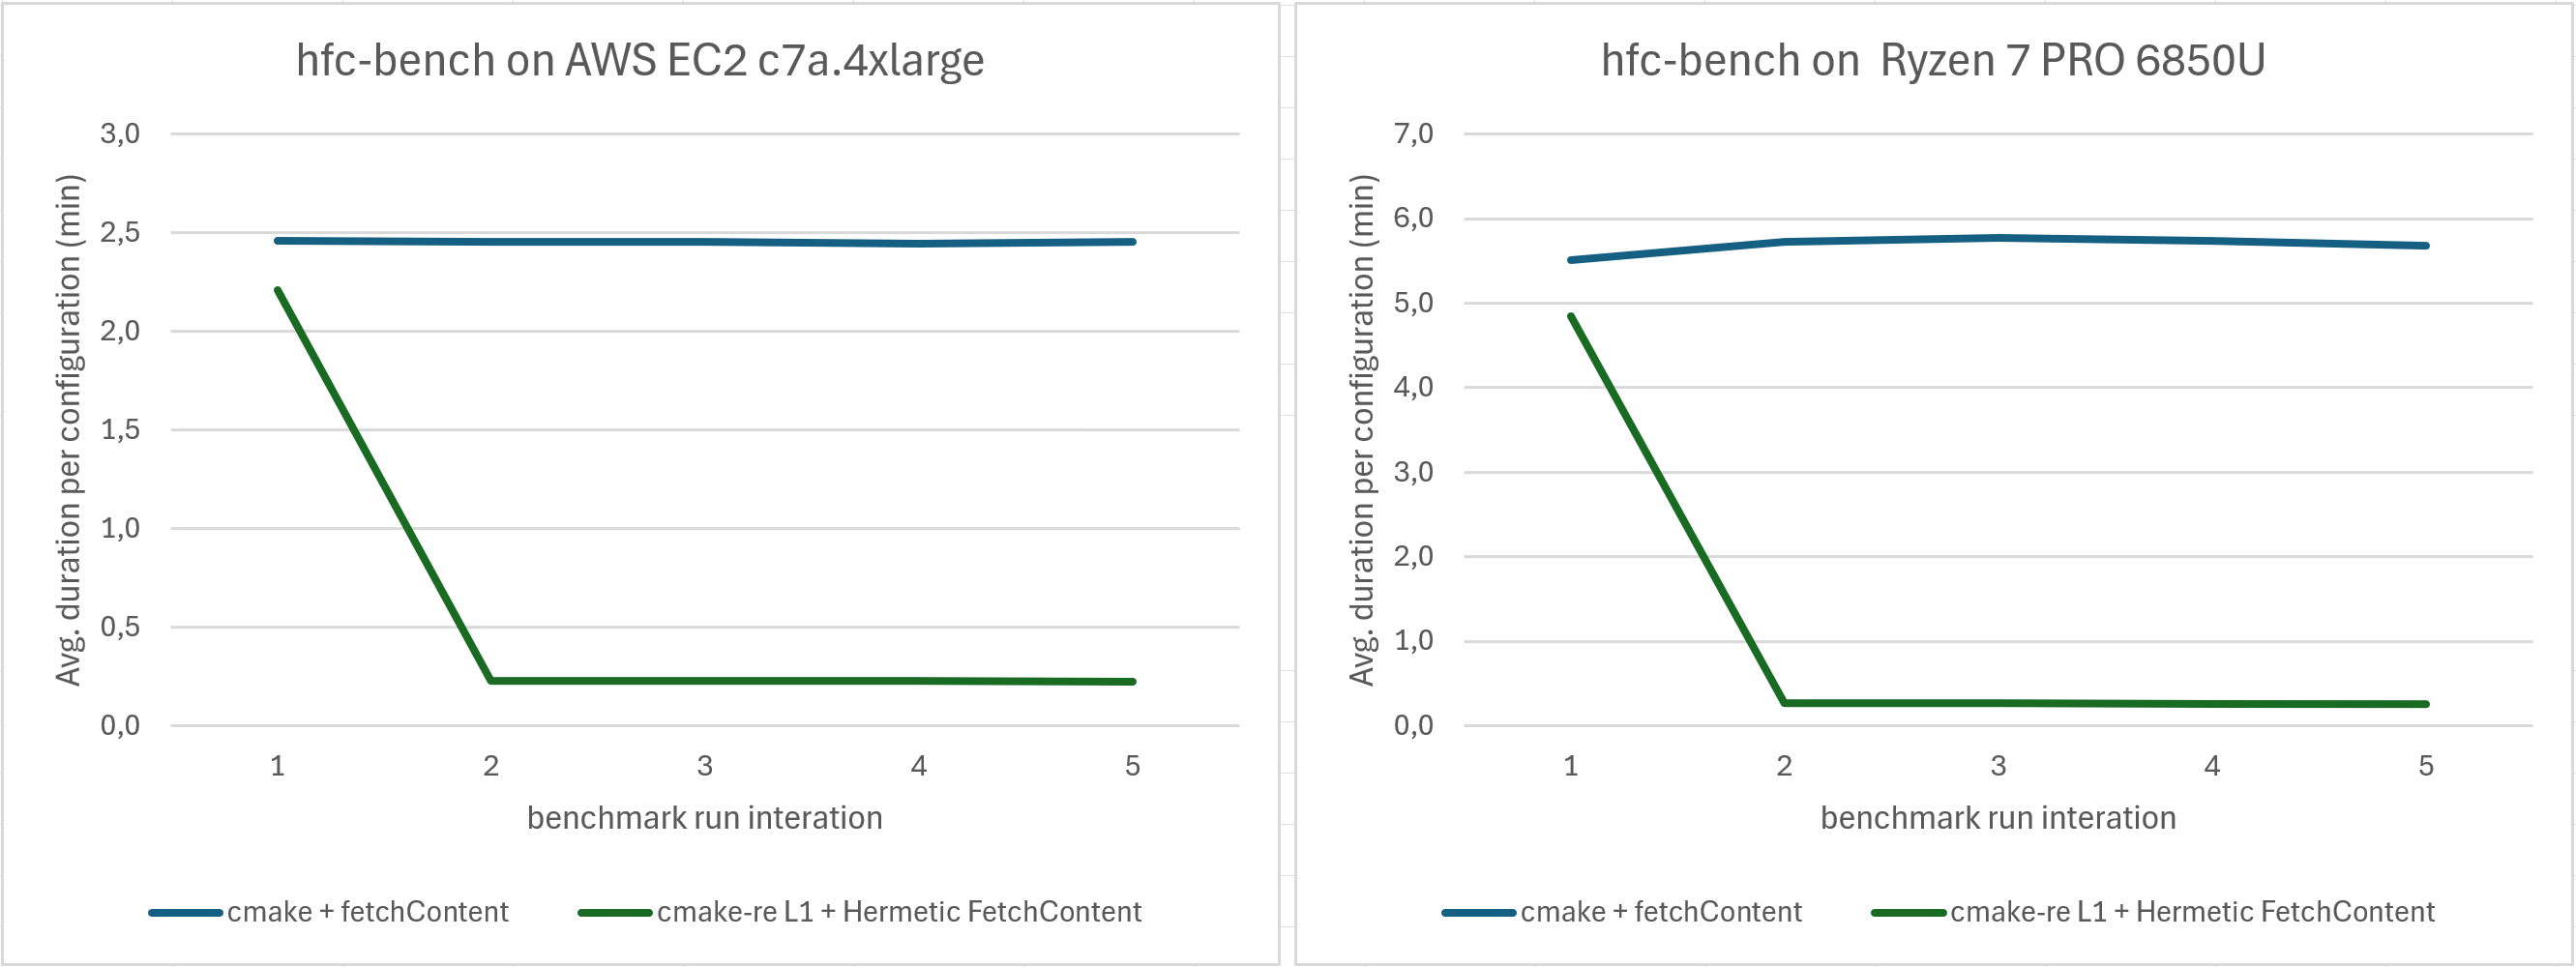 hfc-bench on AWS EC2 c7a.4xlarge
Avg. duration per configuration (min)
3,0
2,5
2,0
1,5
1,0
0,5
0,0
1 2 3 4 5
benchmark run interation
cmake + fetchContent cmake-re L1 + Hermetic FetchContent
hfc-bench on Ryzen 7 PRO 6850U
Avg. duration per configuration (min)
7,0
6,0
5,0
4,0
3,0
2,0
1,0
0,0
1 2 3 4 5
benchmark run interation
cmake + fetchContent cmake-re L1 + Hermetic FetchContent